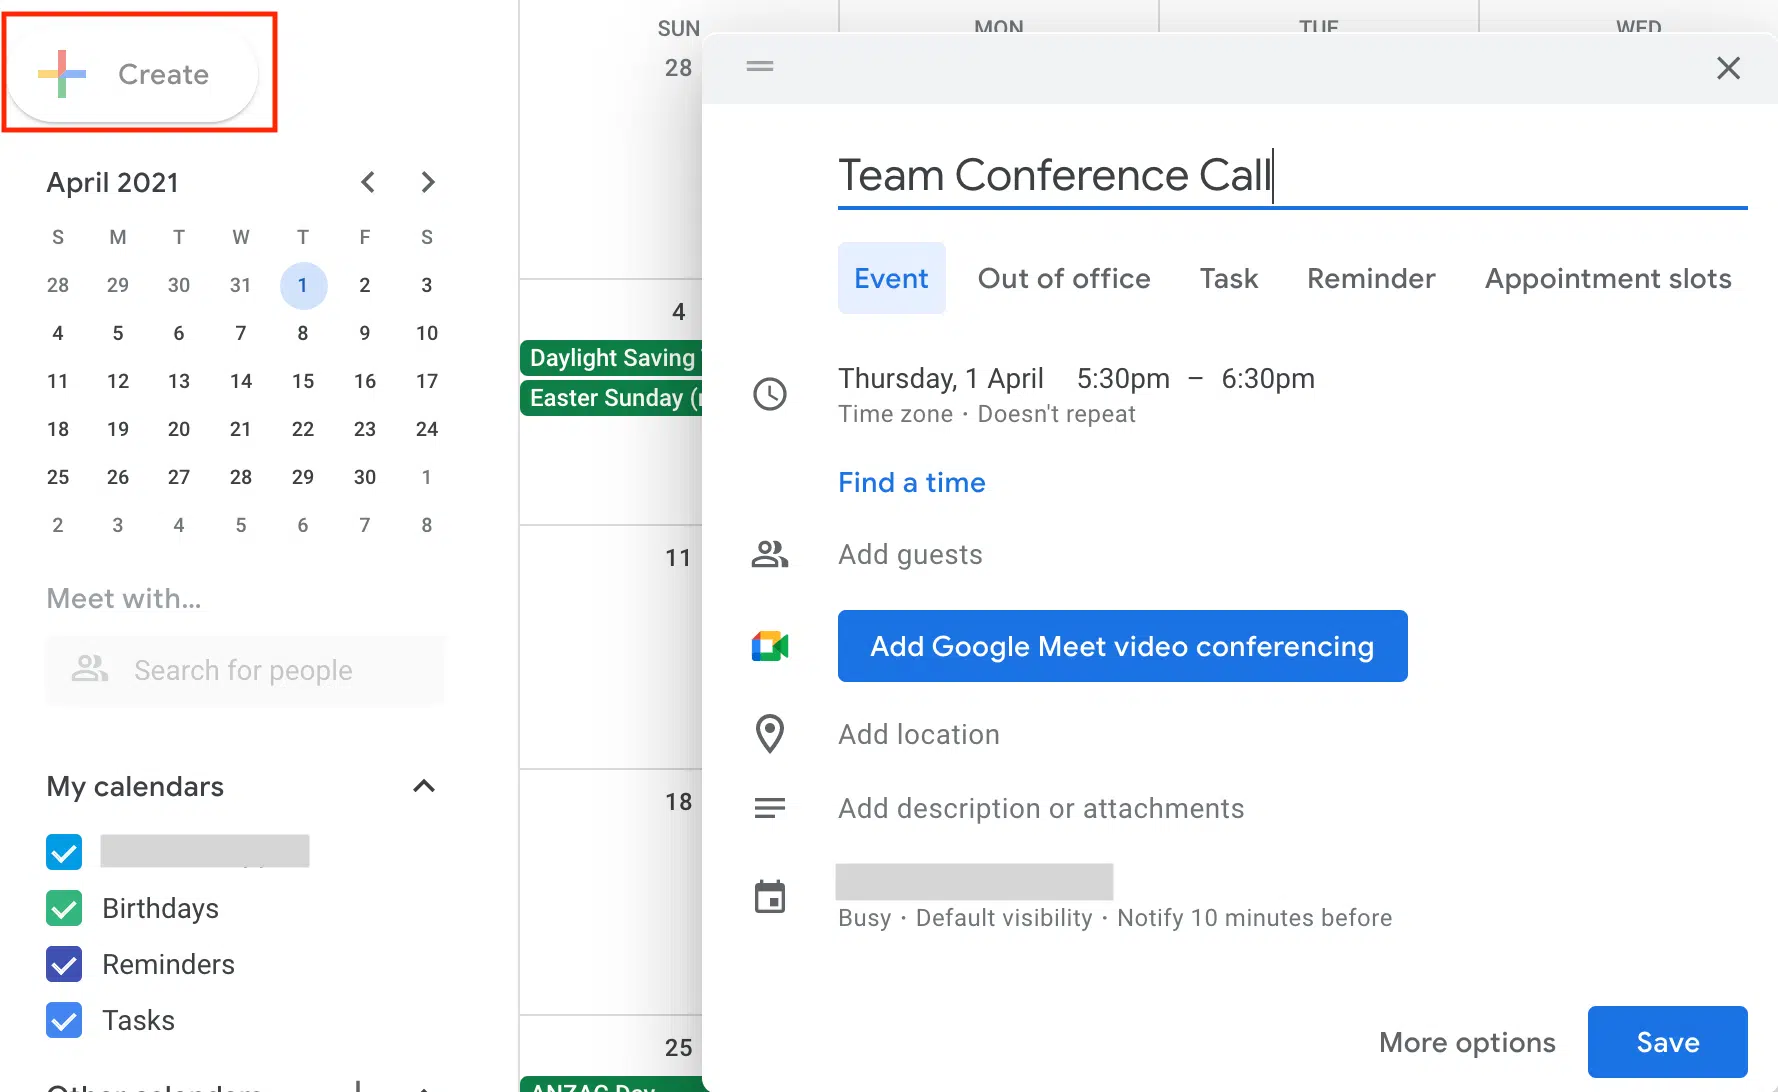 Create
April 2021
S M T W T F S
28 29 30 31 1 2 3
4 5 6 7 8 9 10
11 12 13 14 15 16 17
18 19 20 21 22 23 24
25 26 27 28 29 30 1
2 3 4 5 6 7 8
Meet with...
Search for people
My calendars
Birthdays
Reminders
Tasks
Other calendars
SUN MON TUE WED
28
4
Daylight Saving
Easter Sunday
11
18
25
ANZAC Day
Team Conference Call
Event Out of office Task Reminder Appointment slots
Thursday, 1 April 5:30pm – 6:30pm
Time zone · Doesn't repeat
Find a time
Add guests
Add Google Meet video conferencing
Add location
Add description or attachments
Busy · Default visibility · Notify 10 minutes before
More options Save